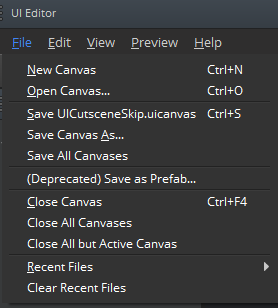 UI Editor
File Edit View Preview Help
New Canvas Ctrl+N
Open Canvas... Ctrl+O
Save UICutsceneSkip.uicanvas Ctrl+S
Save Canvas As...
Save All Canvases
(Deprecated) Save as Prefab...
Close Canvas Ctrl+F4
Close All Canvases
Close All but Active Canvas
Recent Files
Clear Recent Files